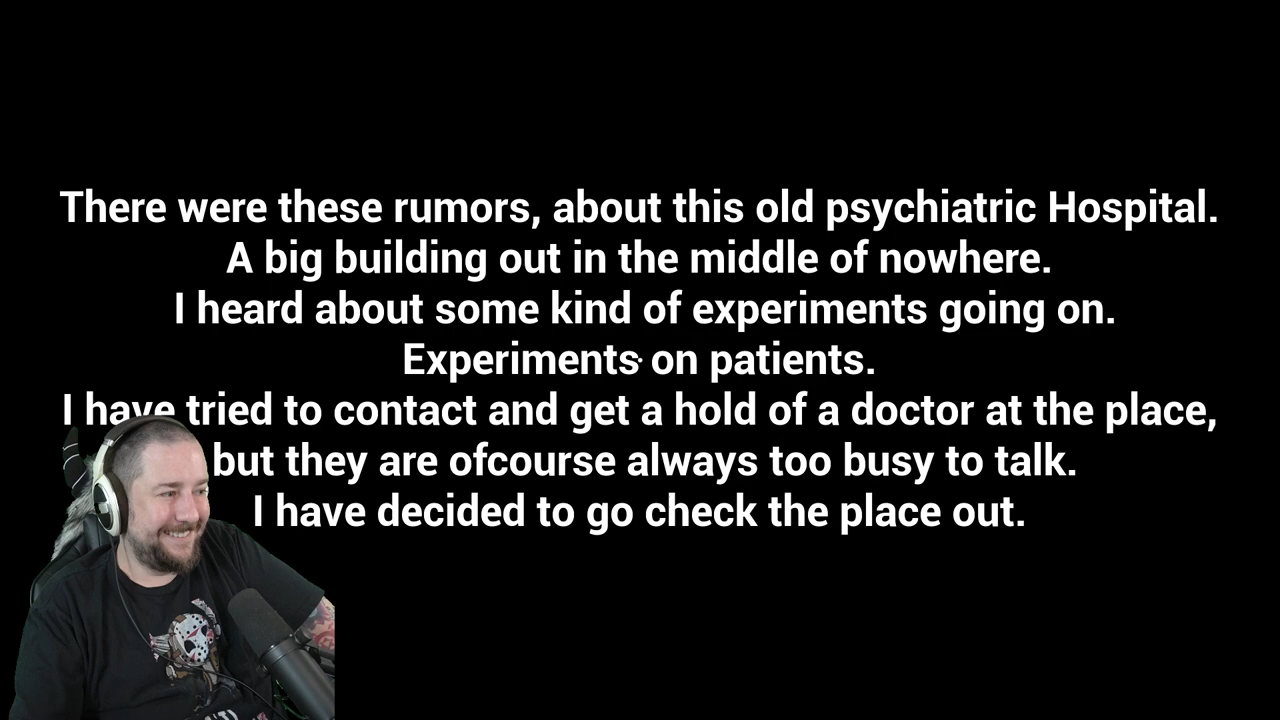 There were these rumors, about this old psychiatric Hospital.
A big building out in the middle of nowhere.
I heard about some kind of experiments going on.
Experiments on patients.
I have tried to contact and get a hold of a doctor at the place,
but they are ofcourse always too busy to talk.
I have decided to go check the place out.